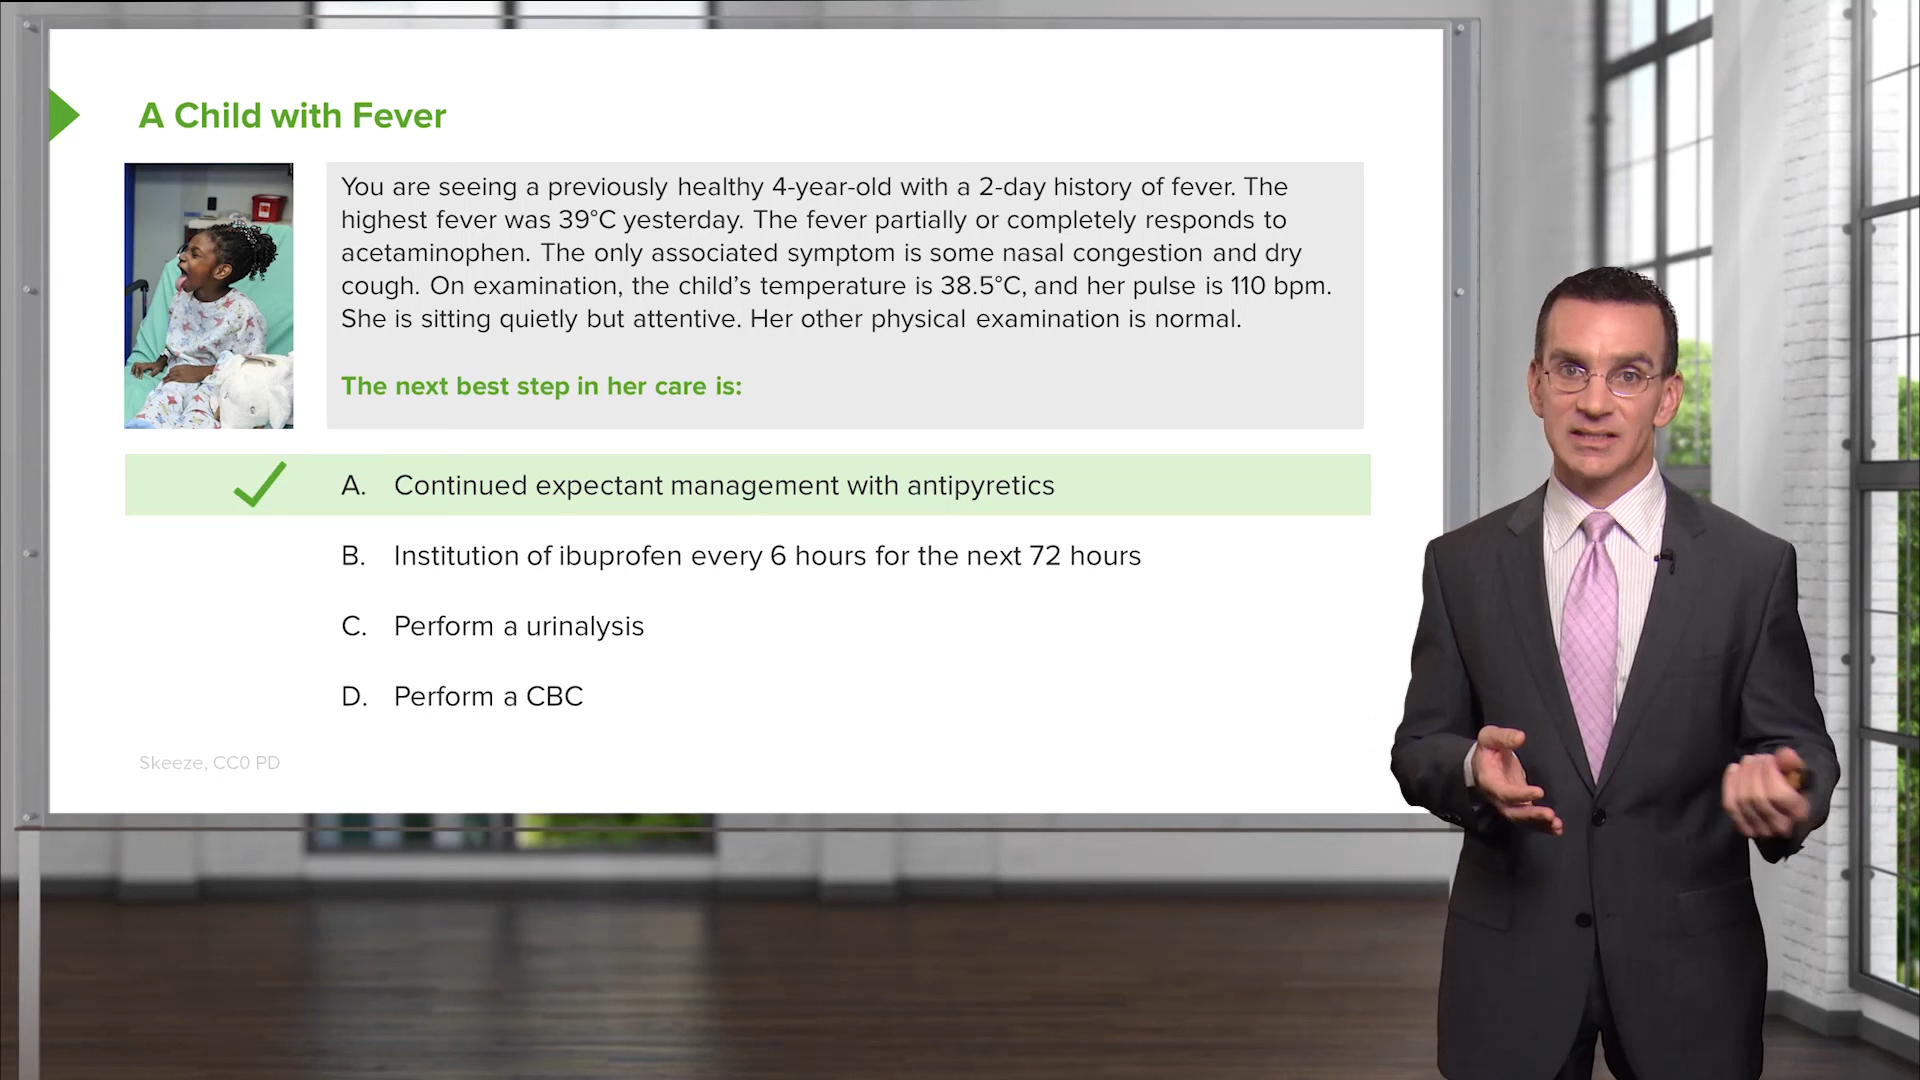 A Child with Fever
You are seeing a previously healthy 4-year-old with a 2-day history of fever. The
highest fever was 39°C yesterday. The fever partially or completely responds to
acetaminophen. The only associated symptom is some nasal congestion and dry
cough. On examination, the child's temperature is 38.5°C, and her pulse is 110 bpm.
She is sitting quietly but attentive. Her other physical examination is normal.
The next best step in her care is:
A. Continued expectant management with antipyretics
B. Institution of ibuprofen every 6 hours for the next 72 hours
C. Perform a urinalysis
D. Perform a CBC
Skeeze, CC0 PD